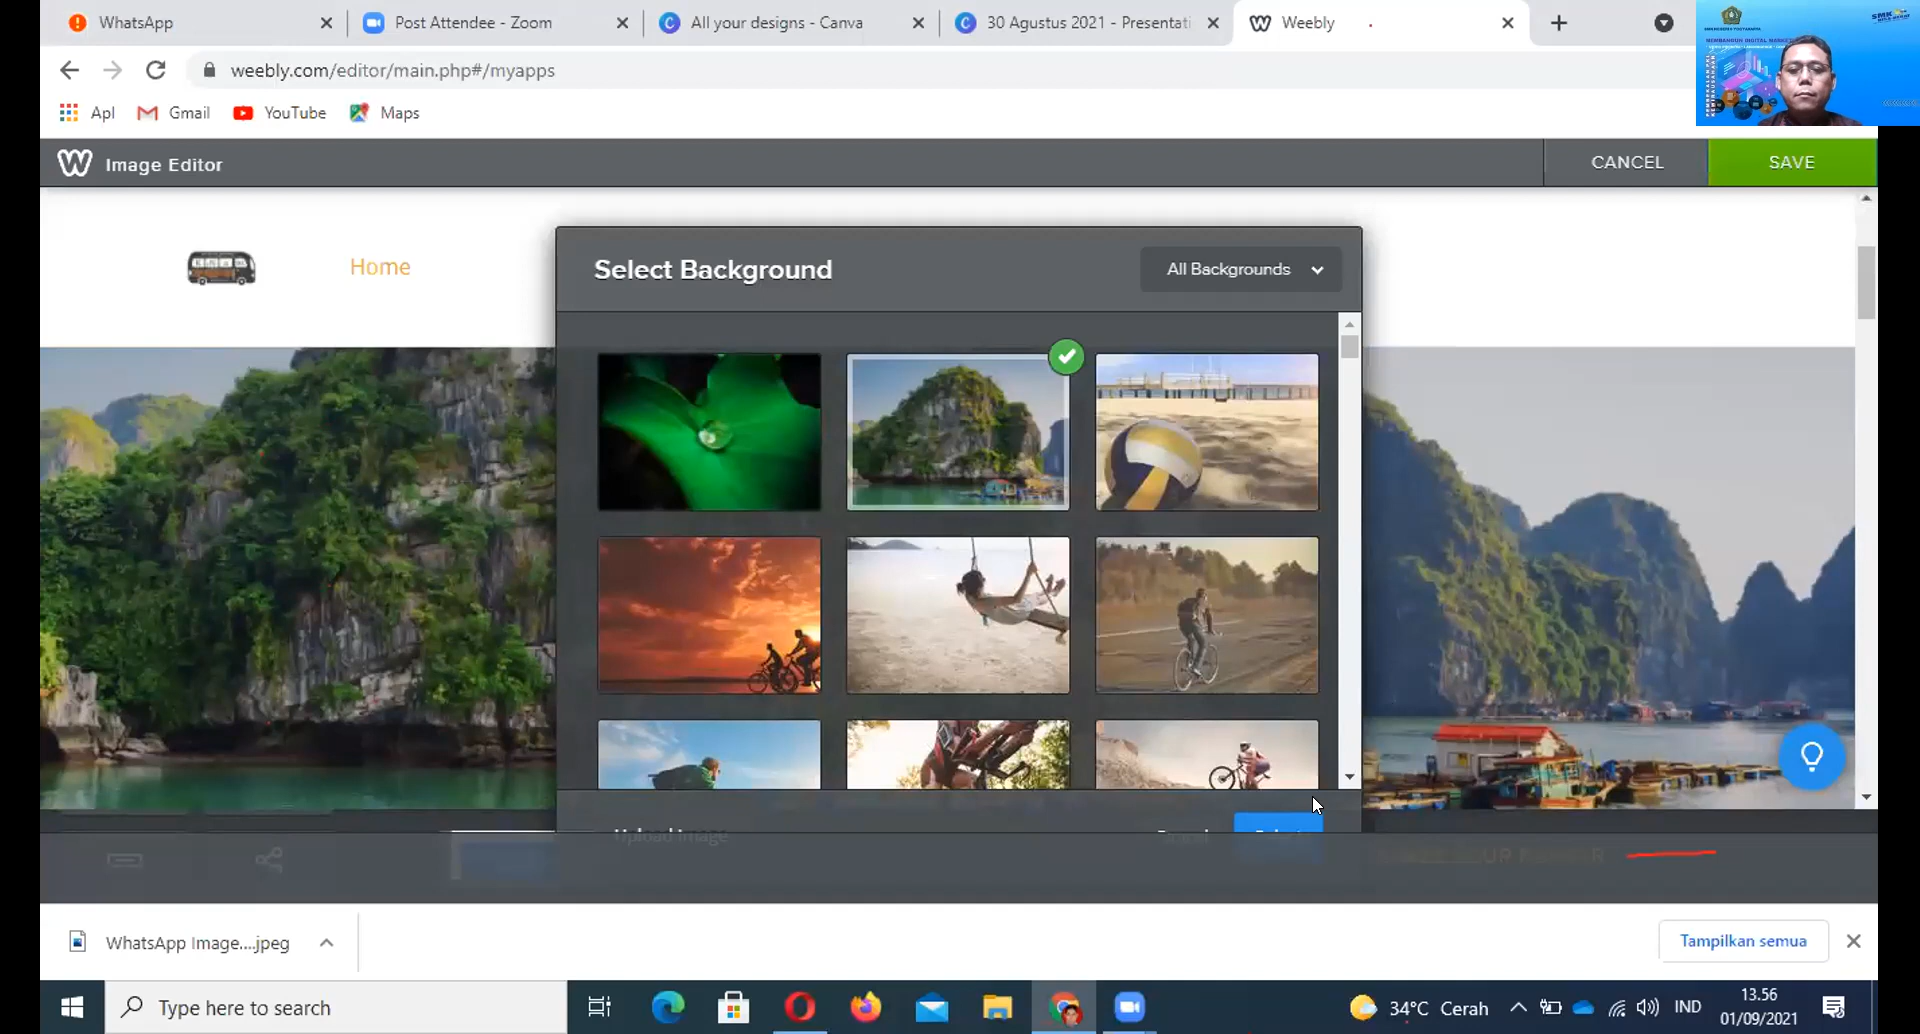 WhatsApp
Post Attendee - Zoom
All your designs - Canva
30 Agustus 2021 - Presentati
Weebly
weebly.com/editor/main.php#/myapps
Apl
Gmail
YouTube
Maps
Image Editor
CANCEL
SAVE
Home
Select Background
All Backgrounds
Upload Image
WhatsApp Image....jpeg
Tampilkan semua
Type here to search
34°C Cerah
IND
13.56
01/09/2021